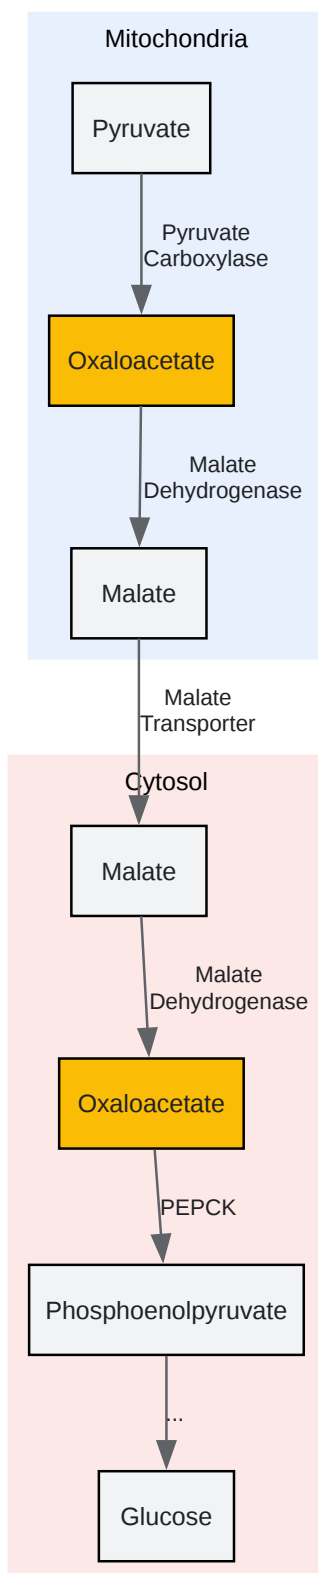 Mitochondria
Pyruvate
Pyruvate
Carboxylase
Oxaloacetate
Malate
Dehydrogenase
Malate
Malate
Transporter
Cytosol
Malate
Malate
Dehydrogenase
Oxaloacetate
PEPCK
Phosphoenolpyruvate
...
Glucose